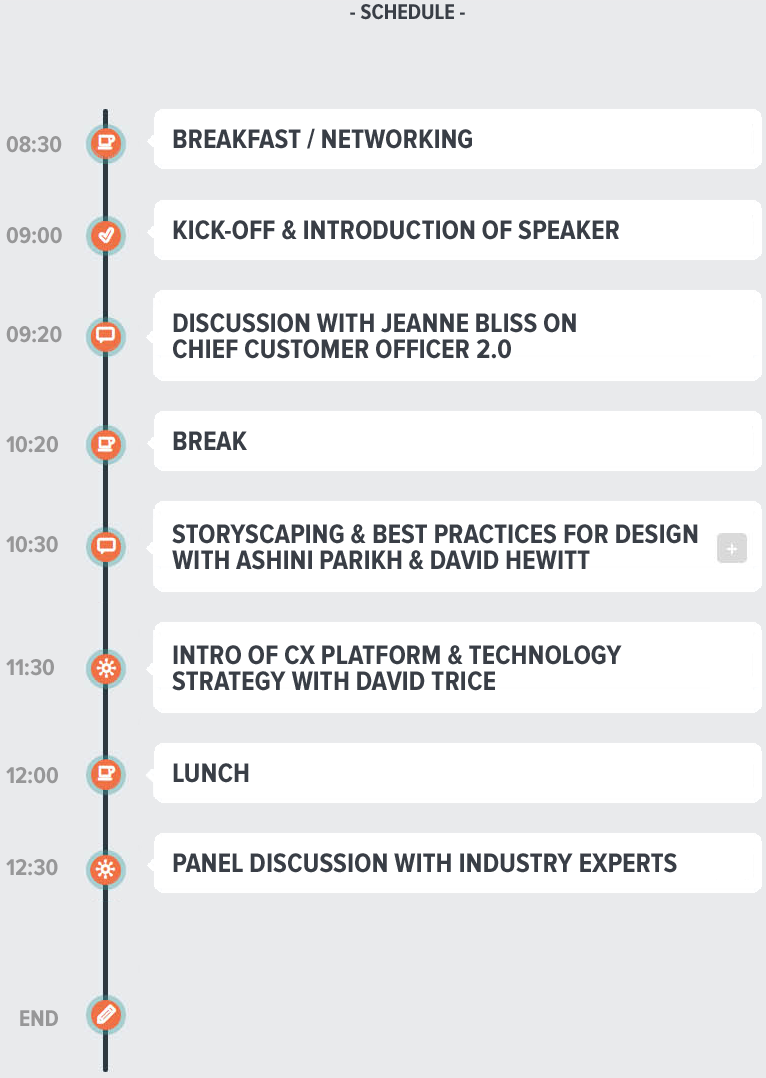 - SCHEDULE -
08:30
BREAKFAST / NETWORKING
09:00
KICK-OFF & INTRODUCTION OF SPEAKER
09:20
DISCUSSION WITH JEANNE BLISS ON
CHIEF CUSTOMER OFFICER 2.0
10:20
BREAK
10:30
STORYSCAPING & BEST PRACTICES FOR DESIGN
WITH ASHINI PARIKH & DAVID HEWITT
+
11:30
INTRO OF CX PLATFORM & TECHNOLOGY
STRATEGY WITH DAVID TRICE
12:00
LUNCH
12:30
PANEL DISCUSSION WITH INDUSTRY EXPERTS
END